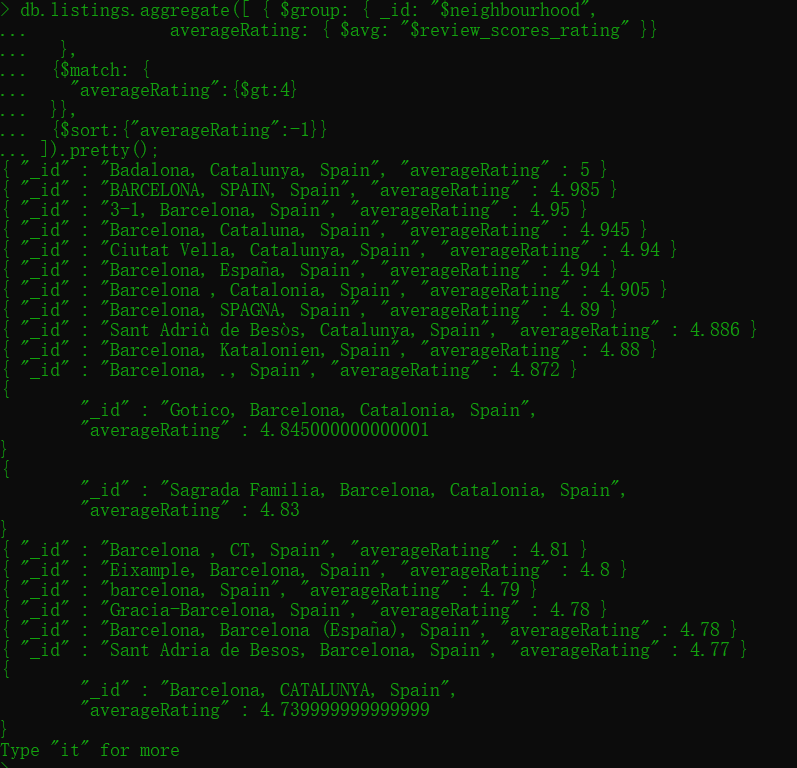 > db.listings.aggregate([ { $group: { _id: "$neighbourhood",
...               averageRating: { $avg: "$review_scores_rating" }}
...    },
...   {$match: {
...     "averageRating":{$gt:4}
...   }},
...   {$sort:{"averageRating":-1}}
... ]).pretty();
{ "_id" : "Badalona, Catalunya, Spain", "averageRating" : 5 }
{ "_id" : "BARCELONA, SPAIN, Spain", "averageRating" : 4.985 }
{ "_id" : "3-1, Barcelona, Spain", "averageRating" : 4.95 }
{ "_id" : "Barcelona, Cataluna, Spain", "averageRating" : 4.945 }
{ "_id" : "Ciutat Vella, Catalunya, Spain", "averageRating" : 4.94 }
{ "_id" : "Barcelona, España, Spain", "averageRating" : 4.94 }
{ "_id" : "Barcelona , Catalonia, Spain", "averageRating" : 4.905 }
{ "_id" : "Barcelona, SPAGNA, Spain", "averageRating" : 4.89 }
{ "_id" : "Sant Adrià de Besòs, Catalunya, Spain", "averageRating" : 4.886 }
{ "_id" : "Barcelona, Katalonien, Spain", "averageRating" : 4.88 }
{ "_id" : "Barcelona, ., Spain", "averageRating" : 4.872 }
{
        "_id" : "Gotico, Barcelona, Catalonia, Spain",
        "averageRating" : 4.845000000000001
}
{
        "_id" : "Sagrada Familia, Barcelona, Catalonia, Spain",
        "averageRating" : 4.83
}
{ "_id" : "Barcelona , CT, Spain", "averageRating" : 4.81 }
{ "_id" : "Eixample, Barcelona, Spain", "averageRating" : 4.8 }
{ "_id" : "barcelona, Spain", "averageRating" : 4.79 }
{ "_id" : "Gracia-Barcelona, Spain", "averageRating" : 4.78 }
{ "_id" : "Barcelona, Barcelona (España), Spain", "averageRating" : 4.78 }
{ "_id" : "Sant Adria de Besos, Barcelona, Spain", "averageRating" : 4.77 }
{
        "_id" : "Barcelona, CATALUNYA, Spain",
        "averageRating" : 4.739999999999999
}
Type "it" for more
>